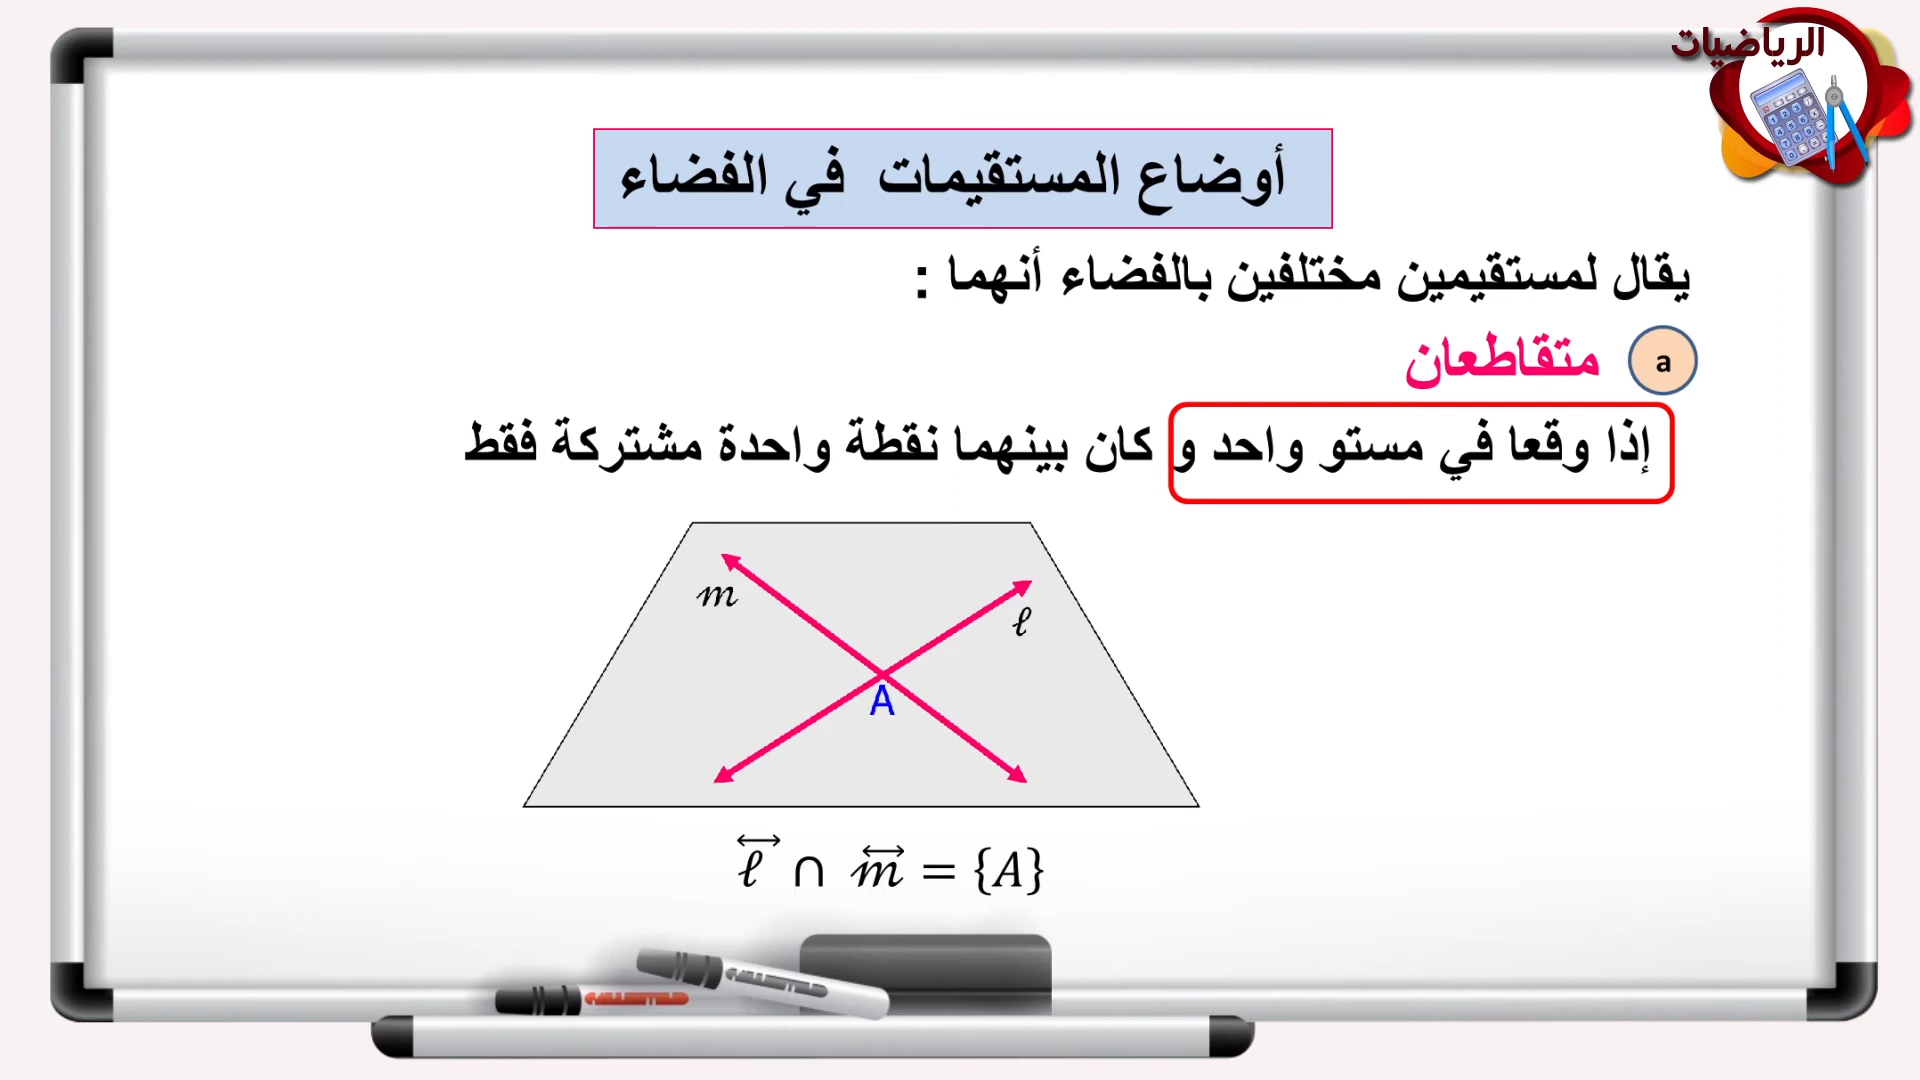 الرياضيات
أوضاع المستقيمات في الفضاء
يقال لمستقيمين مختلفين بالفضاء أنهما :
a متقاطعان
إذا وقعا في مستو واحد و كان بينهما نقطة واحدة مشتركة فقط
m
ℓ
A
ℓ⃡ ∩ m⃡ = {A}